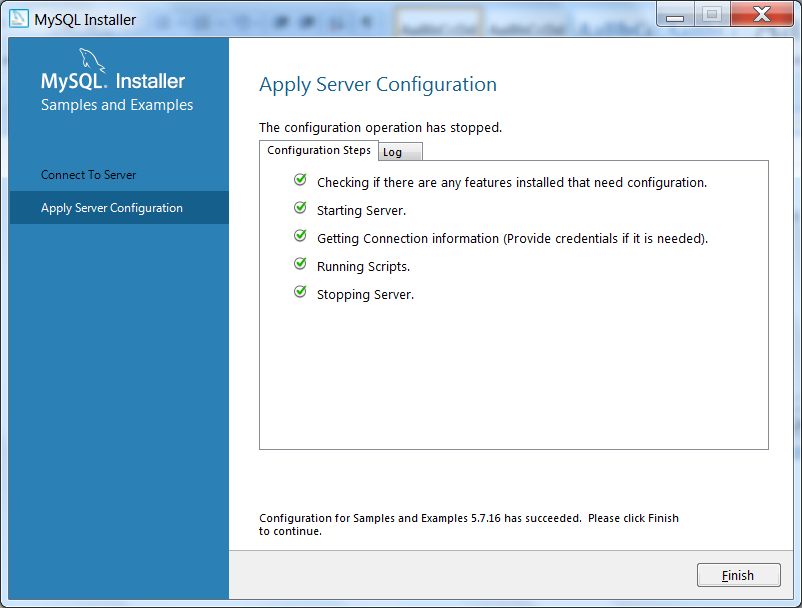 MySQL Installer
MySQL. Installer
Samples and Examples
Connect To Server
Apply Server Configuration
Apply Server Configuration
The configuration operation has stopped.
Configuration Steps
Log
Checking if there are any features installed that need configuration.
Starting Server.
Getting Connection information (Provide credentials if it is needed).
Running Scripts.
Stopping Server.
Configuration for Samples and Examples 5.7.16 has succeeded. Please click Finish
to continue.
Finish